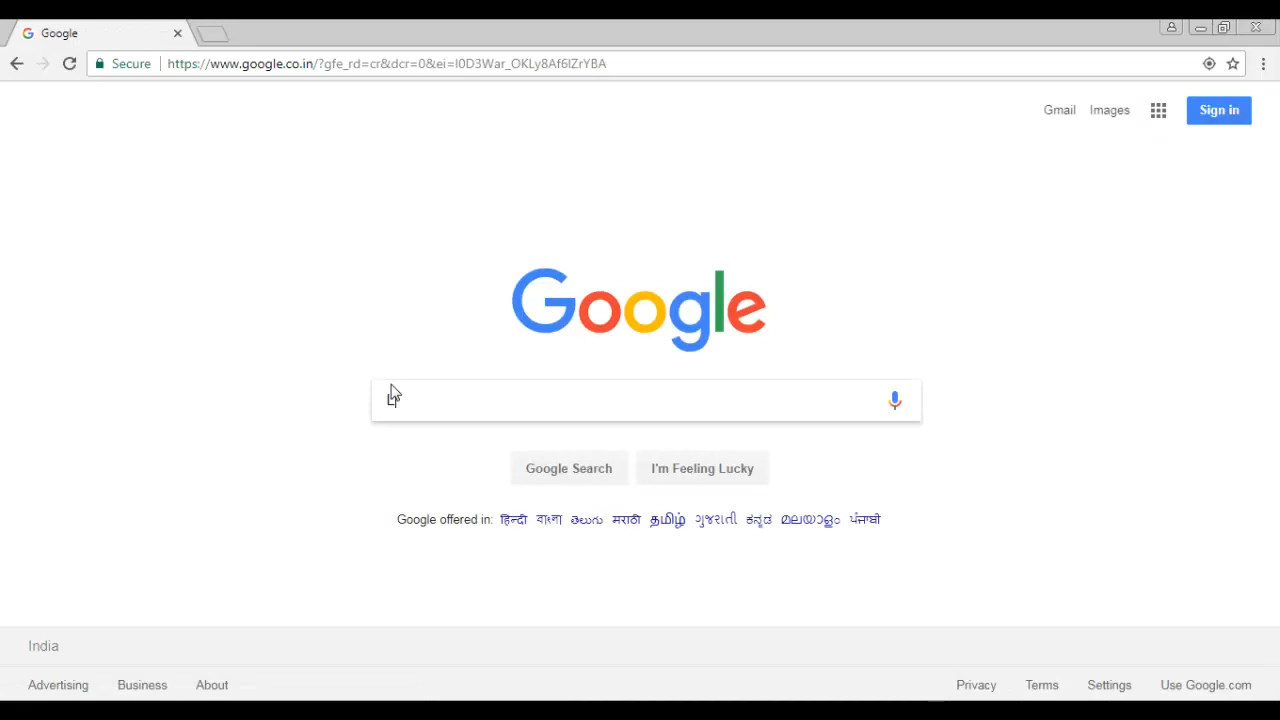 Google
Secure https://www.google.co.in/?gfe_rd=cr&dcr=0&ei=I0D3War_OKLy8Af6IZrYBA
Gmail Images Sign in
Google
Google Search I'm Feeling Lucky
Google offered in: हिन्दी বাংলা తెలుగు मराठी தமிழ் ગુજરાતી ಕನ್ನಡ മലയാളം ਪੰਜਾਬੀ
India
Advertising Business About Privacy Terms Settings Use Google.com